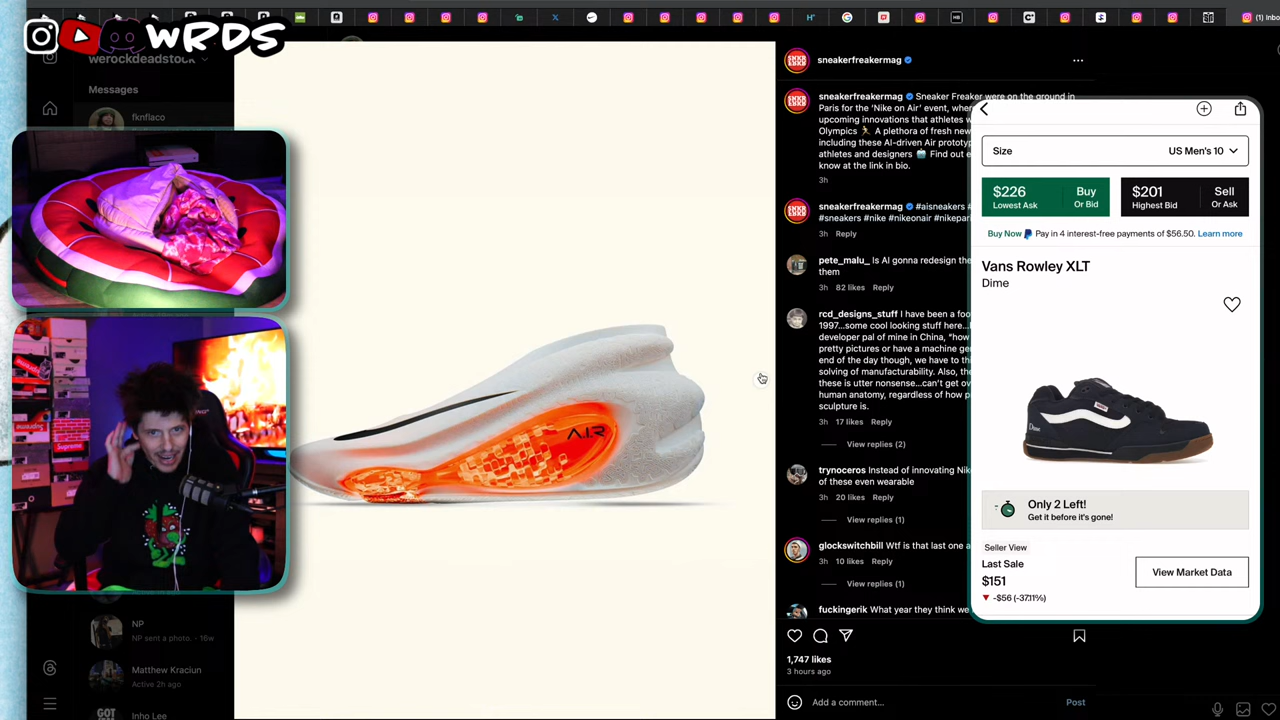 WRDS
werockdeadstock
Messages
fknflaco
NP
NP sent a photo. · 16w
Matthew Kraciun
Active 2h ago
Inho Lee
AIR
(1) Inbo
sneakerfreakermag
sneakerfreakermag Sneaker Freaker were on the ground in
Paris for the 'Nike on Air' event, where
upcoming innovations that athletes w
Olympics 🏃 A plethora of fresh new
including these AI-driven Air prototyp
athletes and designers 🤖 Find out e
know at the link in bio.
3h
sneakerfreakermag #aisneakers #
#sneakers #nike #nikeonair #nikepar
3h Reply
pete_malu_ Is AI gonna redesign the
them
3h 82 likes Reply
rcd_designs_stuff I have been a foo
1997...some cool looking stuff here...
developer pal of mine in China, "how
pretty pictures or have a machine ge
end of the day though, we have to th
solving of manufacturability. Also, the
these is utter nonsense...can't get ov
human anatomy, regardless of how p
sculpture is.
3h 17 likes Reply
View replies (2)
trynoceros Instead of innovating Nik
of these even wearable
3h 20 likes Reply
View replies (1)
glockswitchbill Wtf is that last one a
3h 10 likes Reply
View replies (1)
fuckingerik What year they think we
1,747 likes
3 hours ago
Add a comment...
Post
Size
US Men's 10
$226
Lowest Ask
Buy
Or Bid
$201
Highest Bid
Sell
Or Ask
Buy Now Pay in 4 interest-free payments of $56.50. Learn more
Vans Rowley XLT
Dime
Dime
Only 2 Left!
Get it before it's gone!
Seller View
Last Sale
$151
-$56 (-37.11%)
View Market Data
Supreme